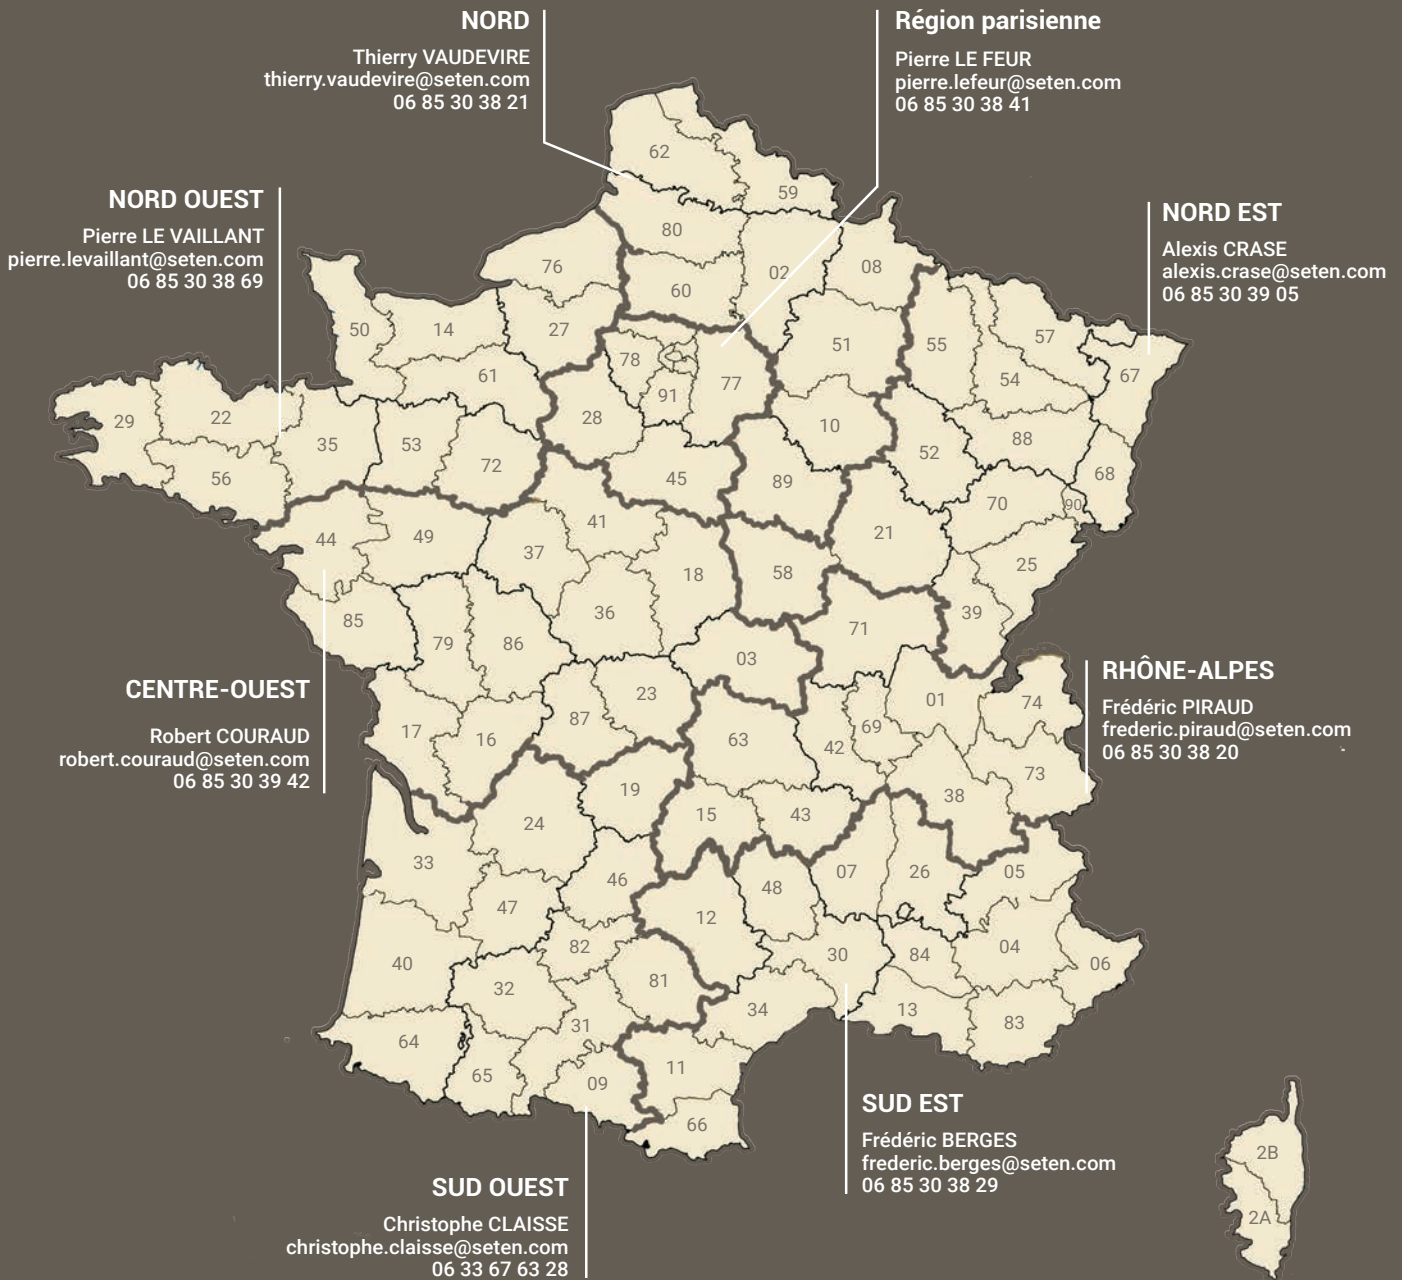 NORD
Thierry VAUDEVIRE
thierry.vaudevire@seten.com
06 85 30 38 21
Région parisienne
Pierre LE FEUR
pierre.lefeur@seten.com
06 85 30 38 41
NORD OUEST
Pierre LE VAILLANT
pierre.levaillant@seten.com
06 85 30 38 69
NORD EST
Alexis CRASE
alexis.crase@seten.com
06 85 30 39 05
62
59
80
76
02
08
60
50
14
27
51
55
57
78
54
67
61
77
91
29
22
28
10
35
53
88
52
72
56
45
89
68
70
90
41
44
49
21
37
58
18
25
36
39
85
71
79
86
03
23
01
74
87
17
16
63
69
42
73
38
19
15
43
24
33
07
26
05
46
48
47
12
82
04
30
84
40
06
81
32
34
13
31
83
64
11
65
09
66
2B
2A
CENTRE-OUEST
Robert COURAUD
robert.couraud@seten.com
06 85 30 39 42
RHÔNE-ALPES
Frédéric PIRAUD
frederic.piraud@seten.com
06 85 30 38 20
SUD EST
Frédéric BERGES
frederic.berges@seten.com
06 85 30 38 29
SUD OUEST
Christophe CLAISSE
christophe.claisse@seten.com
06 33 67 63 28